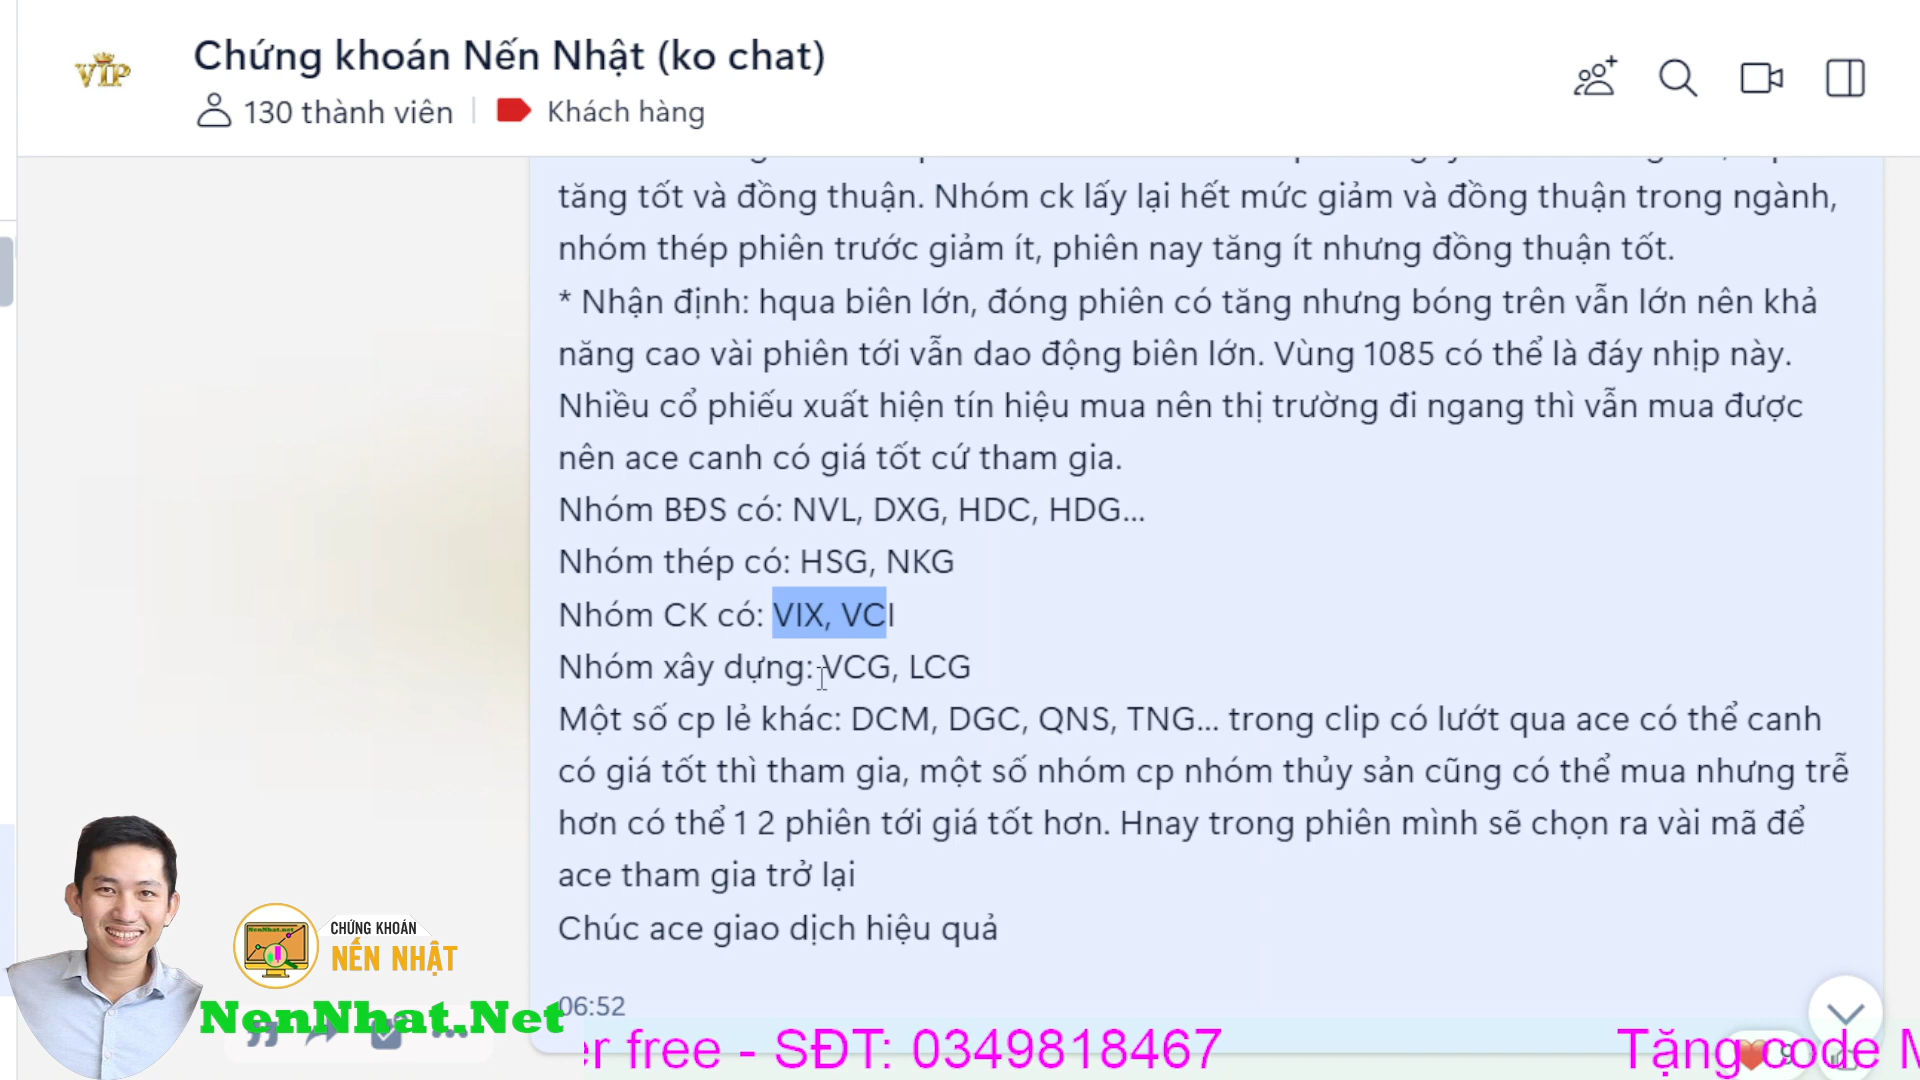 VIP
Chứng khoán Nến Nhật (ko chat)
130 thành viên
Khách hàng
tăng tốt và đồng thuận. Nhóm ck lấy lại hết mức giảm và đồng thuận trong ngành,
nhóm thép phiên trước giảm ít, phiên nay tăng ít nhưng đồng thuận tốt.
* Nhận định: hqua biên lớn, đóng phiên có tăng nhưng bóng trên vẫn lớn nên khả
năng cao vài phiên tới vẫn dao động biên lớn. Vùng 1085 có thể là đáy nhịp này.
Nhiều cổ phiếu xuất hiện tín hiệu mua nên thị trường đi ngang thì vẫn mua được
nên ace canh có giá tốt cứ tham gia.
Nhóm BĐS có: NVL, DXG, HDC, HDG...
Nhóm thép có: HSG, NKG
Nhóm CK có: VIX, VCI
Nhóm xây dựng: VCG, LCG
Một số cp lẻ khác: DCM, DGC, QNS, TNG... trong clip có lướt qua ace có thể canh
có giá tốt thì tham gia, một số nhóm cp nhóm thủy sản cũng có thể mua nhưng trễ
hơn có thể 1 2 phiên tới giá tốt hơn. Hnay trong phiên mình sẽ chọn ra vài mã để
ace tham gia trở lại
Chúc ace giao dịch hiệu quả
06:52
NenNhat.net
CHỨNG KHOÁN
NẾN NHẬT
NenNhat.Net
er free - SĐT: 0349818467
Tặng code